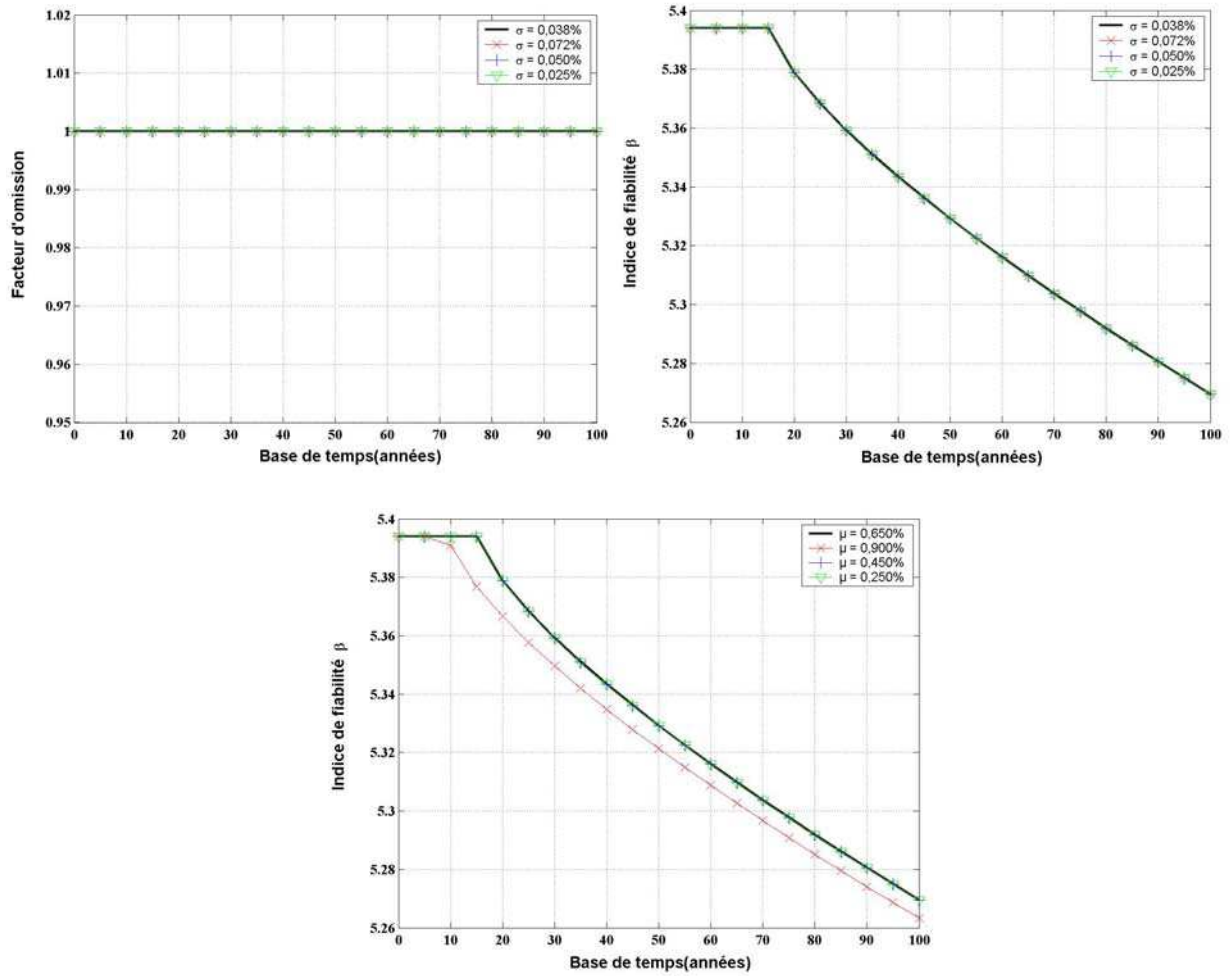 1.02
1.01
1
0.99
0.98
0.97
0.96
0.95
0 10 20 30 40 50 60 70 80 90 100
Facteur d'omission
Base de temps(années)
σ = 0,038%
σ = 0,072%
σ = 0,050%
σ = 0,025%
5.4
5.38
5.36
5.34
5.32
5.3
5.28
5.26
0 10 20 30 40 50 60 70 80 90 100
Indice de fiabilité β
Base de temps(années)
σ = 0,038%
σ = 0,072%
σ = 0,050%
σ = 0,025%
5.4
5.38
5.36
5.34
5.32
5.3
5.28
5.26
0 10 20 30 40 50 60 70 80 90 100
Indice de fiabilité β
Base de temps(années)
µ = 0,650%
µ = 0,900%
µ = 0,450%
µ = 0,250%